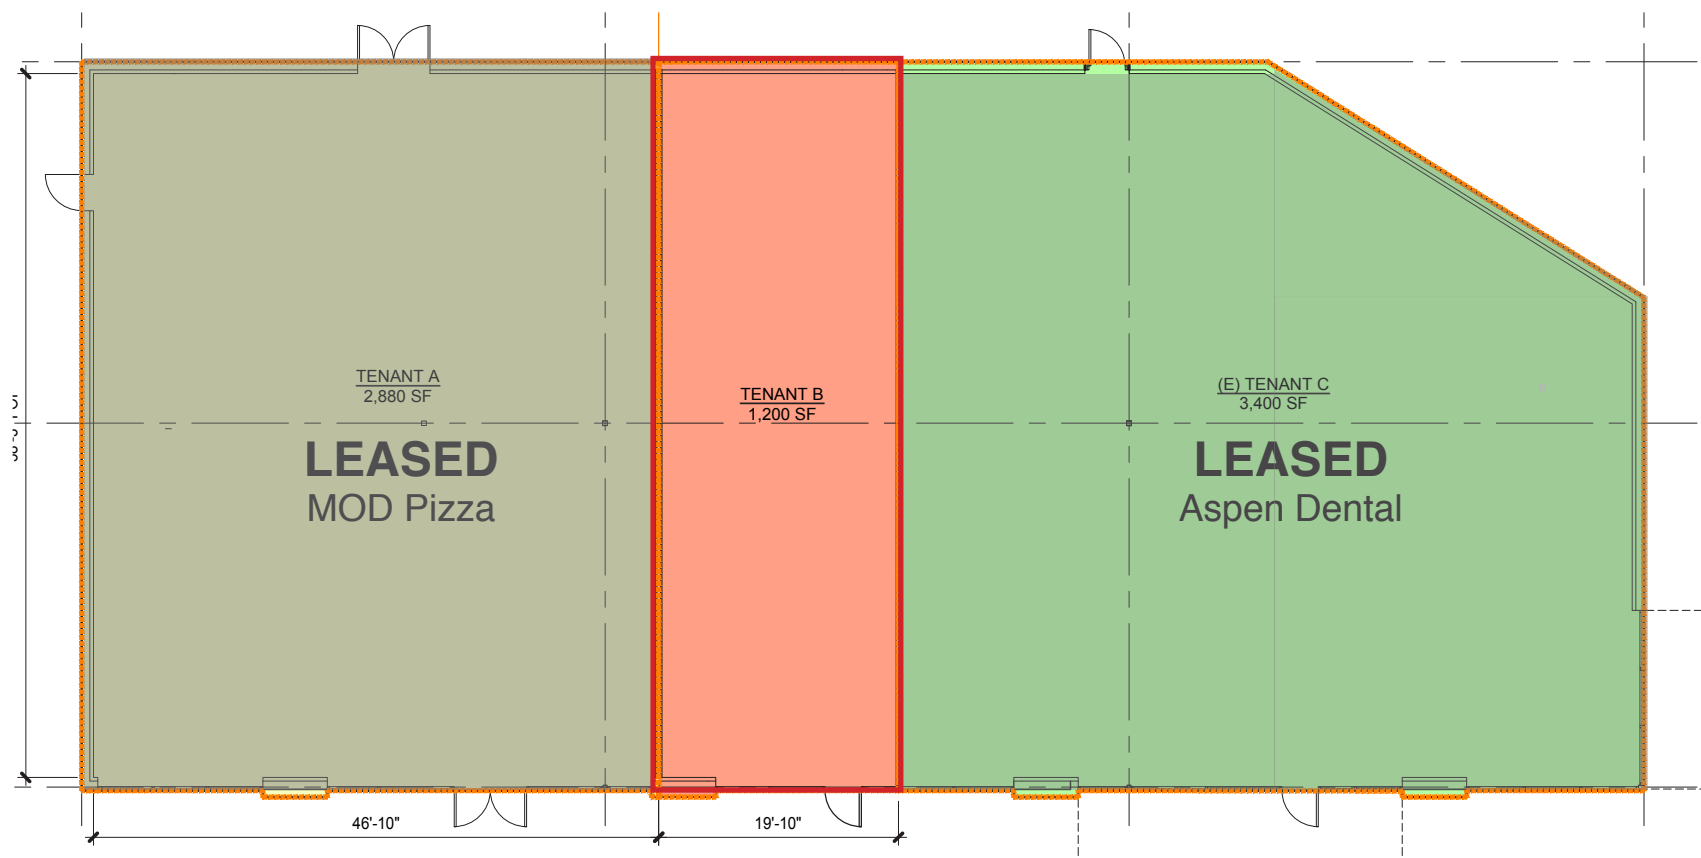 TENANT A
2,880 SF
LEASED
MOD Pizza
TENANT B
1,200 SF
(E) TENANT C
3,400 SF
LEASED
Aspen Dental
46'-10"
19'-10"